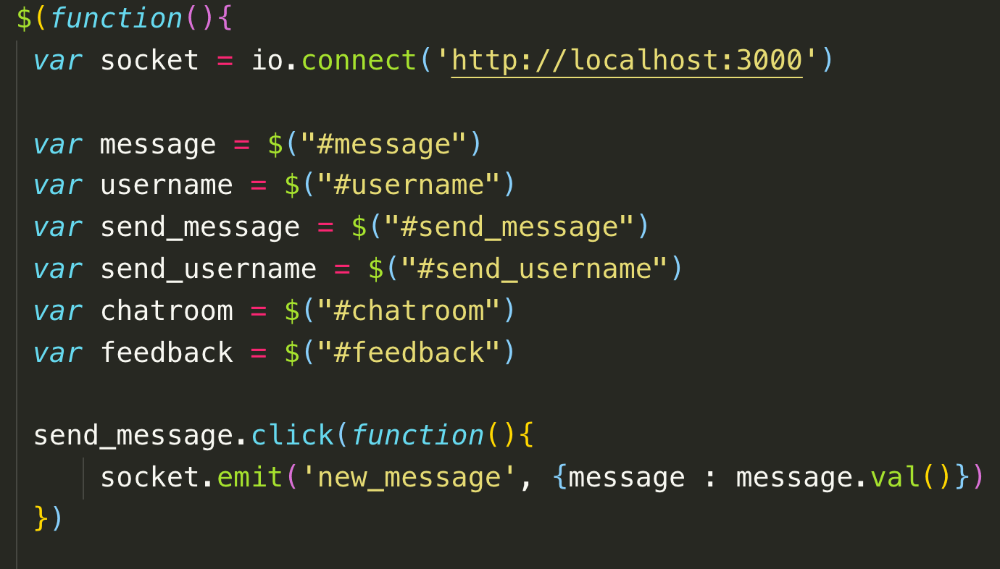 $(function(){
var socket = io.connect('http://localhost:3000')
var message = $("#message")
var username = $("#username")
var send_message = $("#send_message")
var send_username = $("#send_username")
var chatroom = $("#chatroom")
var feedback = $("#feedback")
send_message.click(function(){
socket.emit('new_message', {message : message.val()})
})